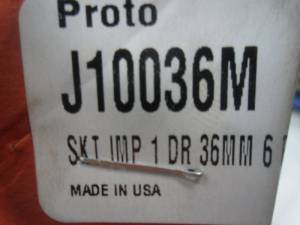 Proto
J10036M
SKT IMP 1 DR 36MM 6
MADE IN USA